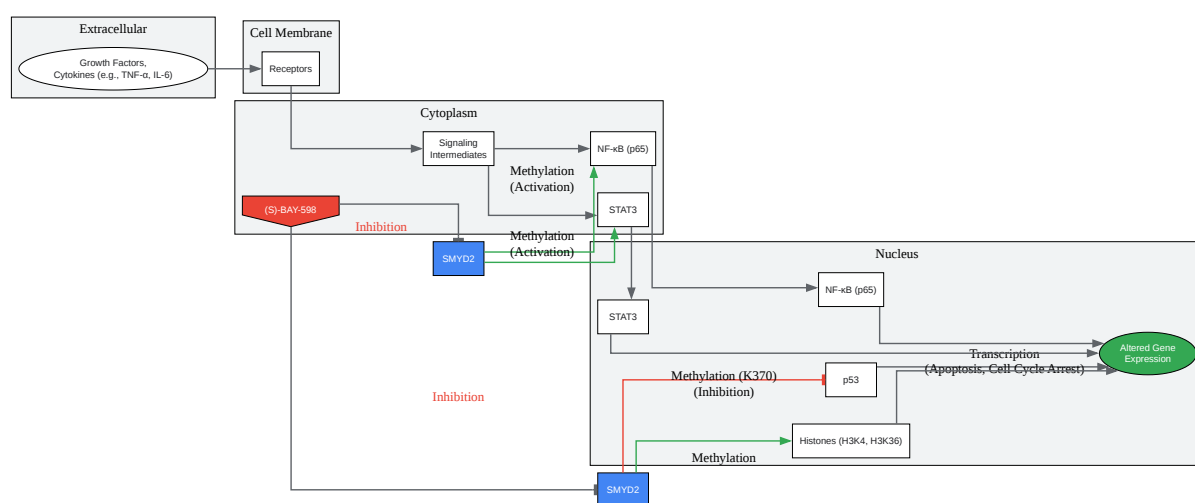 Extracellular
Growth Factors,
Cytokines (e.g., TNF-α, IL-6)
Cell Membrane
Receptors
Cytoplasm
Signaling
Intermediates
NF-κB (p65)
Methylation
(Activation)
(S)-BAY-598
STAT3
Inhibition
Methylation
(Activation)
SMYD2
Nucleus
NF-κB (p65)
STAT3
Altered Gene
Expression
Transcription
(Apoptosis, Cell Cycle Arrest)
Methylation (K370)
(Inhibition)
p53
Inhibition
Histones (H3K4, H3K36)
Methylation
SMYD2